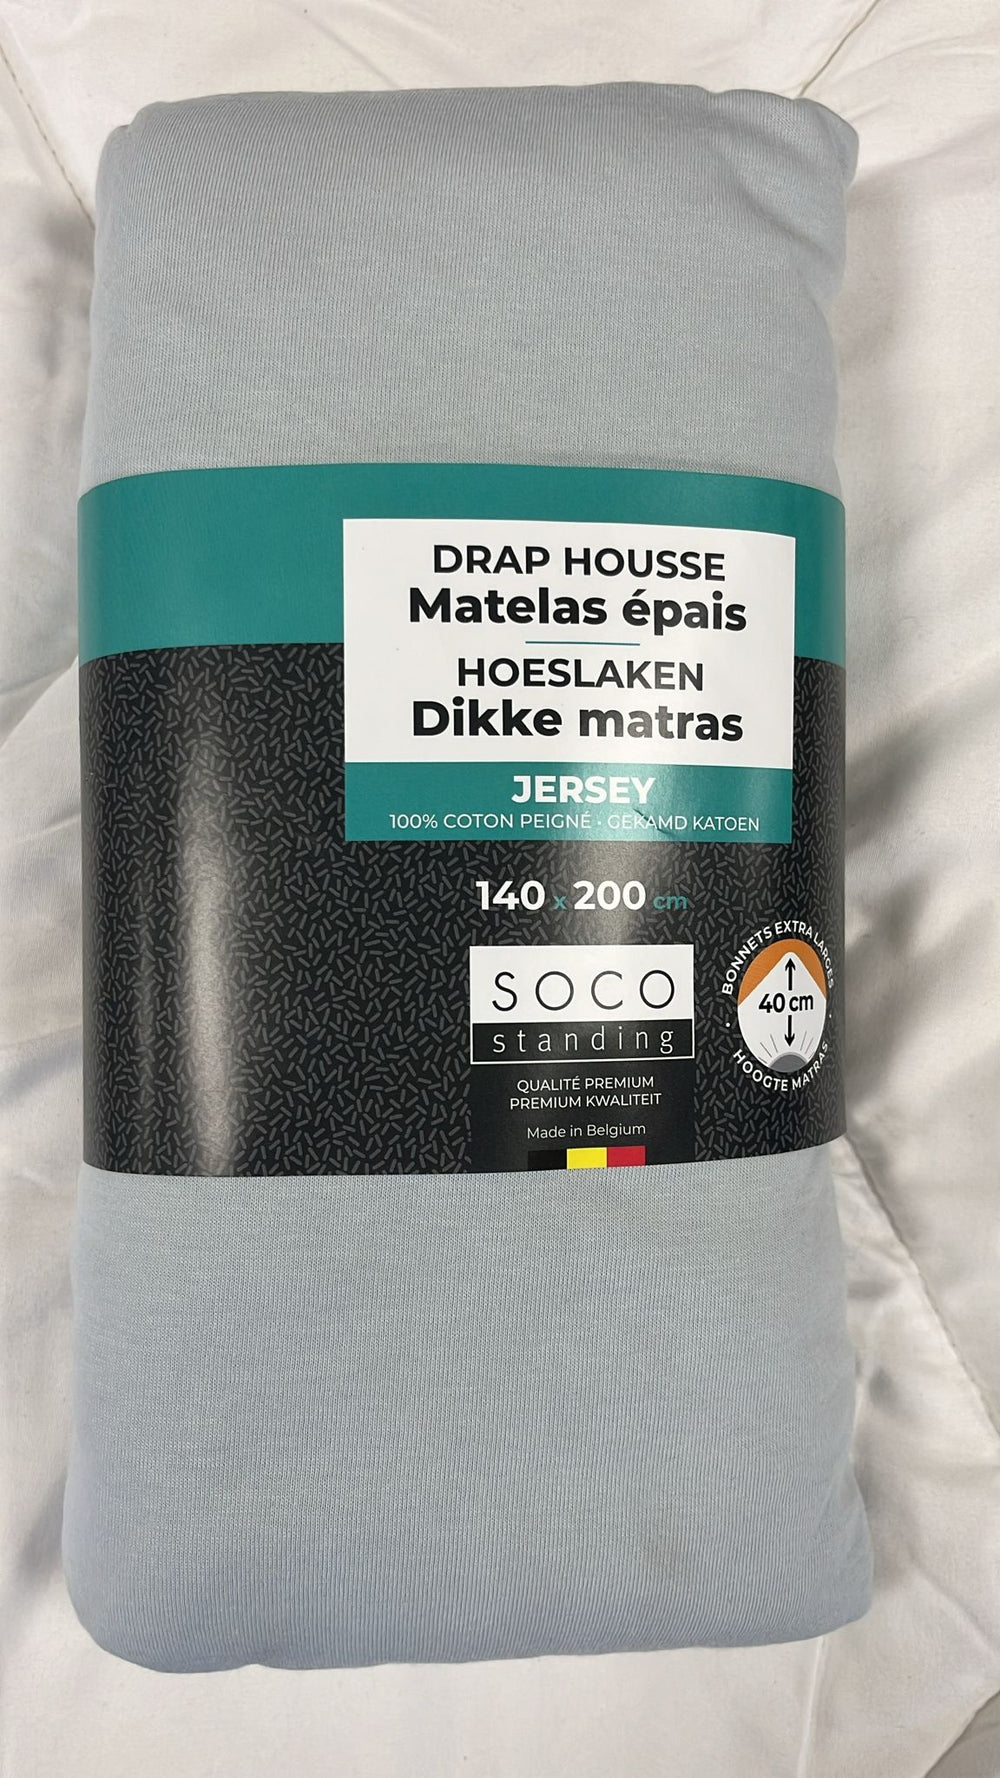 DRAP HOUSSE
Matelas épais
HOESLAKEN
Dikke matras
JERSEY
100% COTON PEIGNÉ · GEKAMD KATOEN
140 x 200 cm
SOCO
standing
QUALITÉ PREMIUM
PREMIUM KWALITEIT
Made in Belgium
BONNETS EXTRA LARGES
40 cm
HOOGTE MATRAS